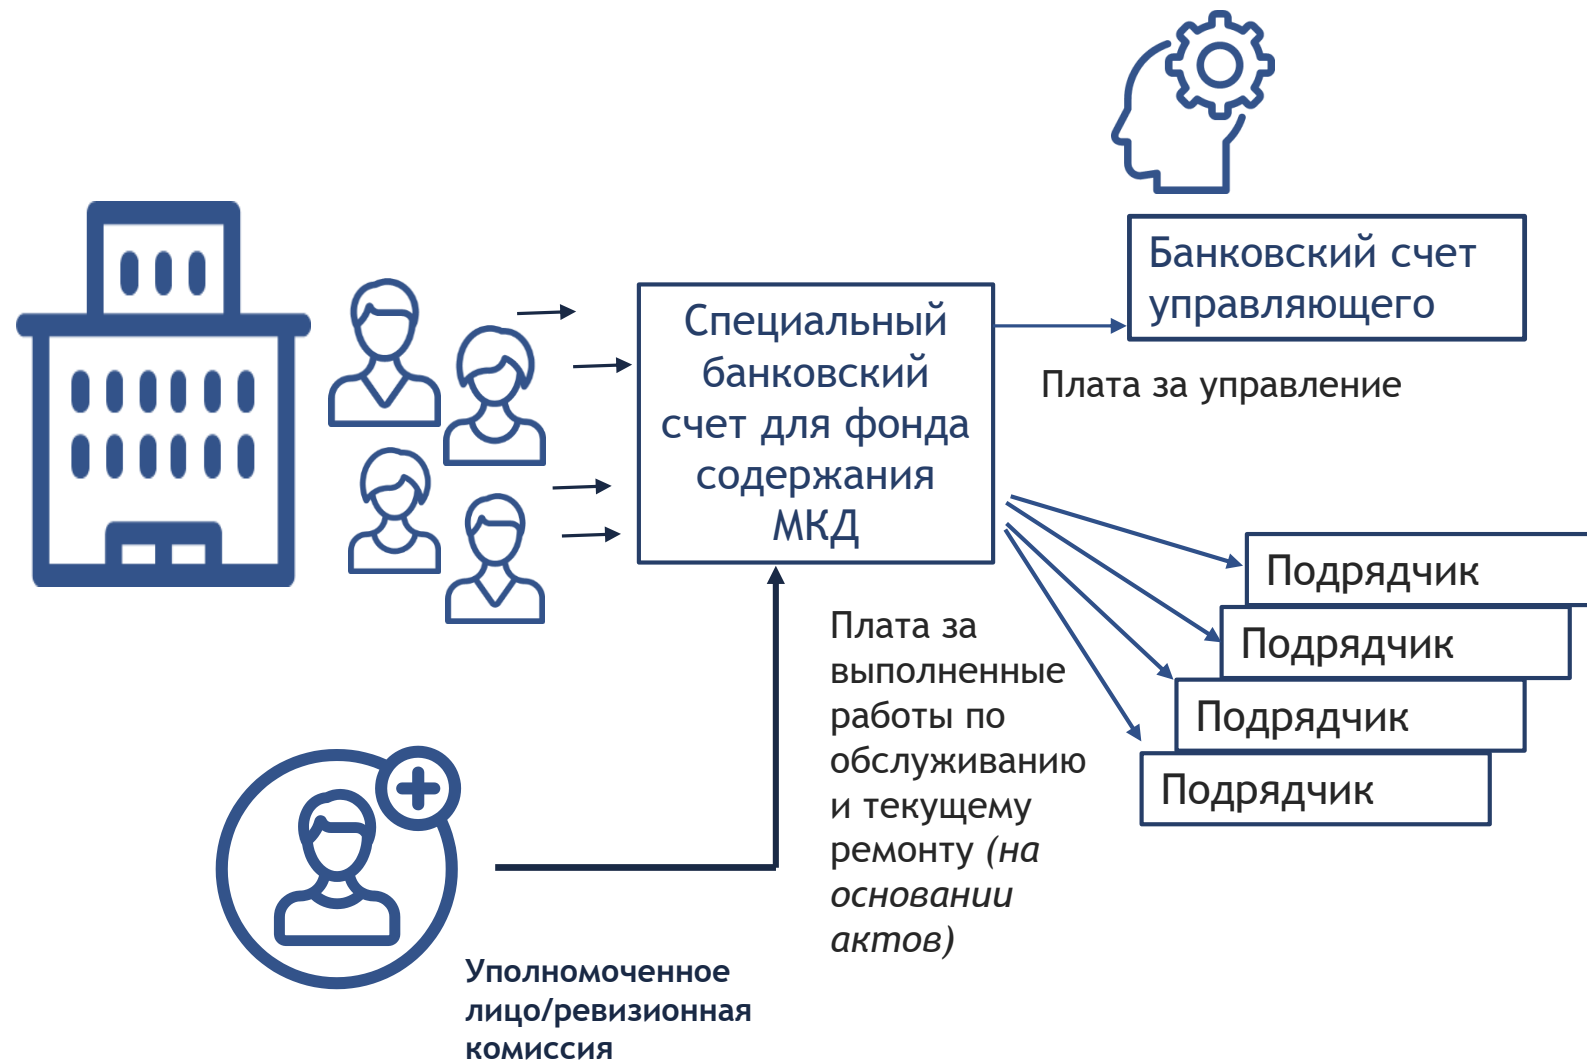 Банковский счет
управляющего
Специальный
банковский
счет для фонда
содержания
МКД
Плата за управление
Подрядчик
Подрядчик
Подрядчик
Подрядчик
Плата за
выполненные
работы по
обслуживанию
и текущему
ремонту (на
основании
актов)
Уполномоченное
лицо/ревизионная
комиссия